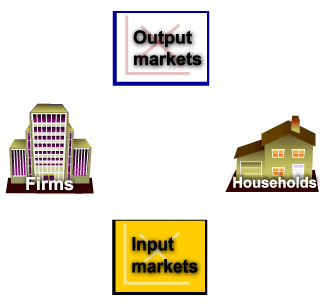 Output
markets
Firms
Households
Input
markets